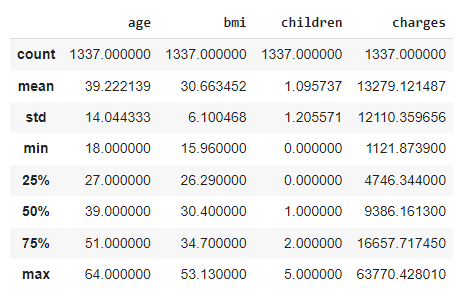 age bmi children charges
count 1337.000000 1337.000000 1337.000000 1337.000000
mean 39.222139 30.663452 1.095737 13279.121487
std 14.044333 6.100468 1.205571 12110.359656
min 18.000000 15.960000 0.000000 1121.873900
25% 27.000000 26.290000 0.000000 4746.344000
50% 39.000000 30.400000 1.000000 9386.161300
75% 51.000000 34.700000 2.000000 16657.717450
max 64.000000 53.130000 5.000000 63770.428010